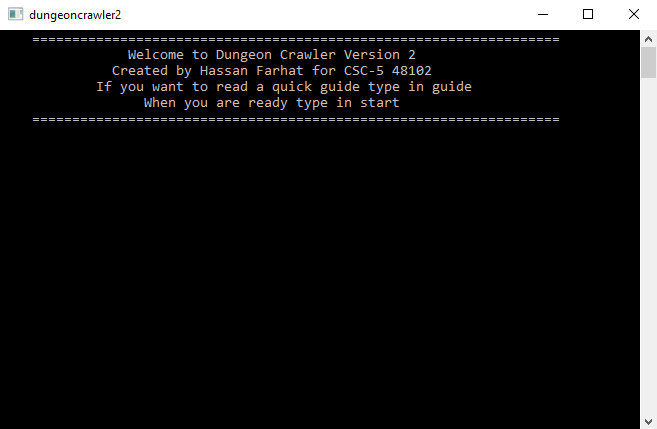 dungeoncrawler2
==================================================================
Welcome to Dungeon Crawler Version 2
Created by Hassan Farhat for CSC-5 48102
If you want to read a quick guide type in guide
When you are ready type in start
==================================================================